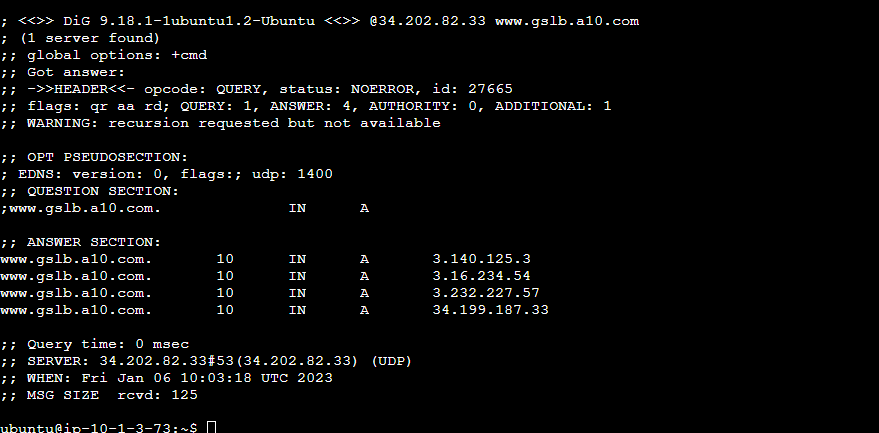 ; <<>> DiG 9.18.1-1ubuntu1.2-Ubuntu <<>> @34.202.82.33 www.gslb.a10.com
; (1 server found)
;; global options: +cmd
;; Got answer:
;; ->>HEADER<<- opcode: QUERY, status: NOERROR, id: 27665
;; flags: qr aa rd; QUERY: 1, ANSWER: 4, AUTHORITY: 0, ADDITIONAL: 1
;; WARNING: recursion requested but not available
;; OPT PSEUDOSECTION:
; EDNS: version: 0, flags:; udp: 1400
;; QUESTION SECTION:
;www.gslb.a10.com. IN A
;; ANSWER SECTION:
www.gslb.a10.com. 10 IN A 3.140.125.3
www.gslb.a10.com. 10 IN A 3.16.234.54
www.gslb.a10.com. 10 IN A 3.232.227.57
www.gslb.a10.com. 10 IN A 34.199.187.33
;; Query time: 0 msec
;; SERVER: 34.202.82.33#53(34.202.82.33) (UDP)
;; WHEN: Fri Jan 06 10:03:18 UTC 2023
;; MSG SIZE rcvd: 125
ubuntu@ip-10-1-3-73:~$